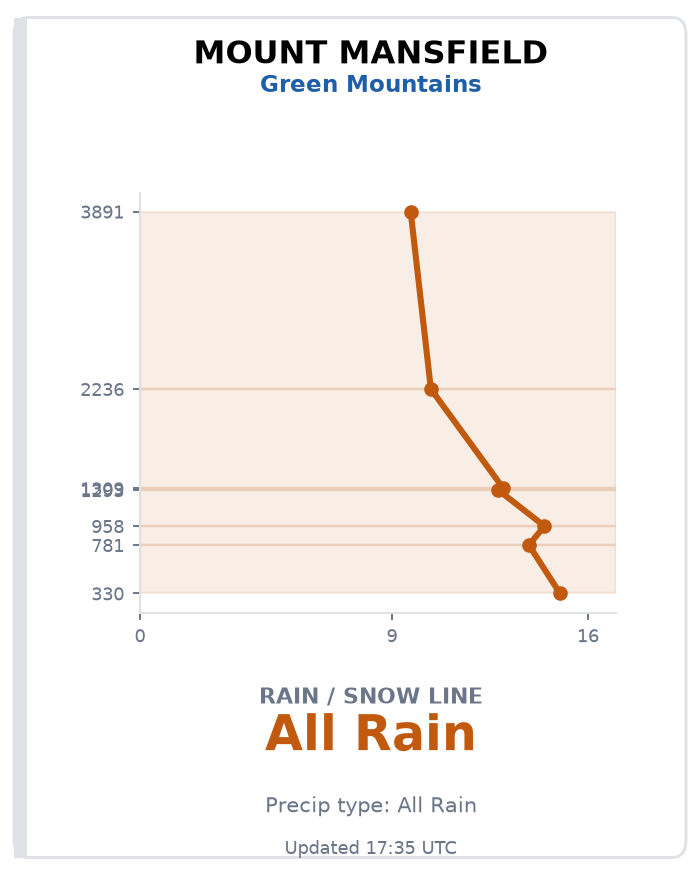 MOUNT MANSFIELD
Green Mountains
3891
2236
958
781
330
0 9 16
RAIN / SNOW LINE
All Rain
Precip type: All Rain
Updated 17:35 UTC